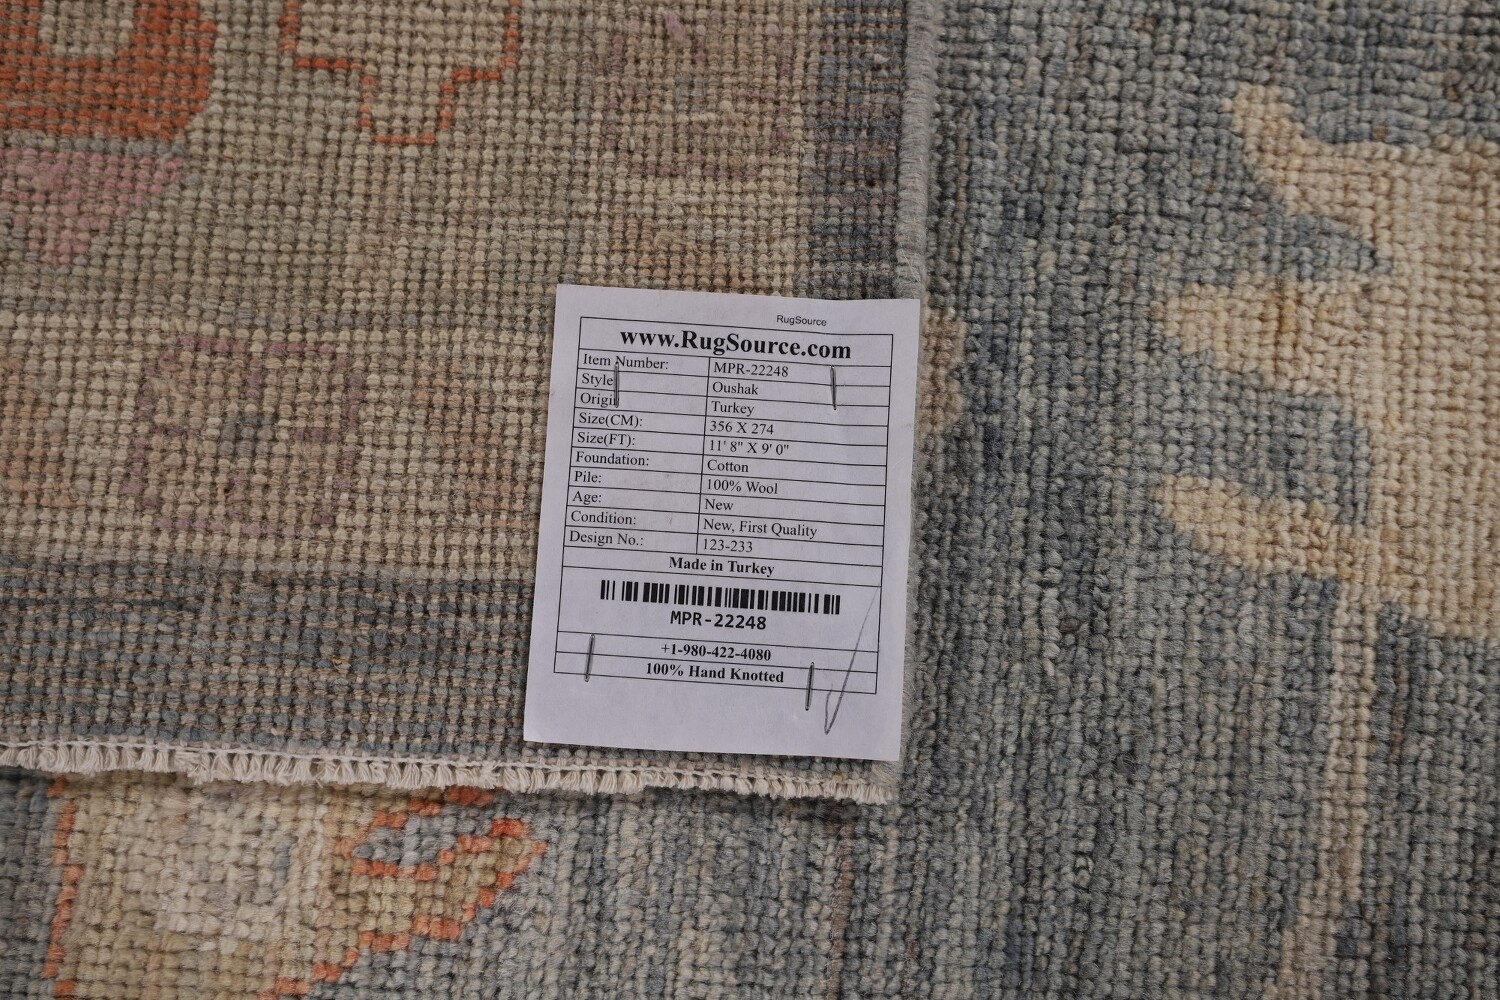 RugSource
www.RugSource.com
Item Number: MPR-22248
Style Oushak
Origin Turkey
Size(CM): 356 X 274
Size(FT): 11' 8" X 9' 0"
Foundation: Cotton
Pile: 100% Wool
Age: New
Condition: New, First Quality
Design No.: 123-233
Made in Turkey
MPR-22248
+1-980-422-4080
100% Hand Knotted